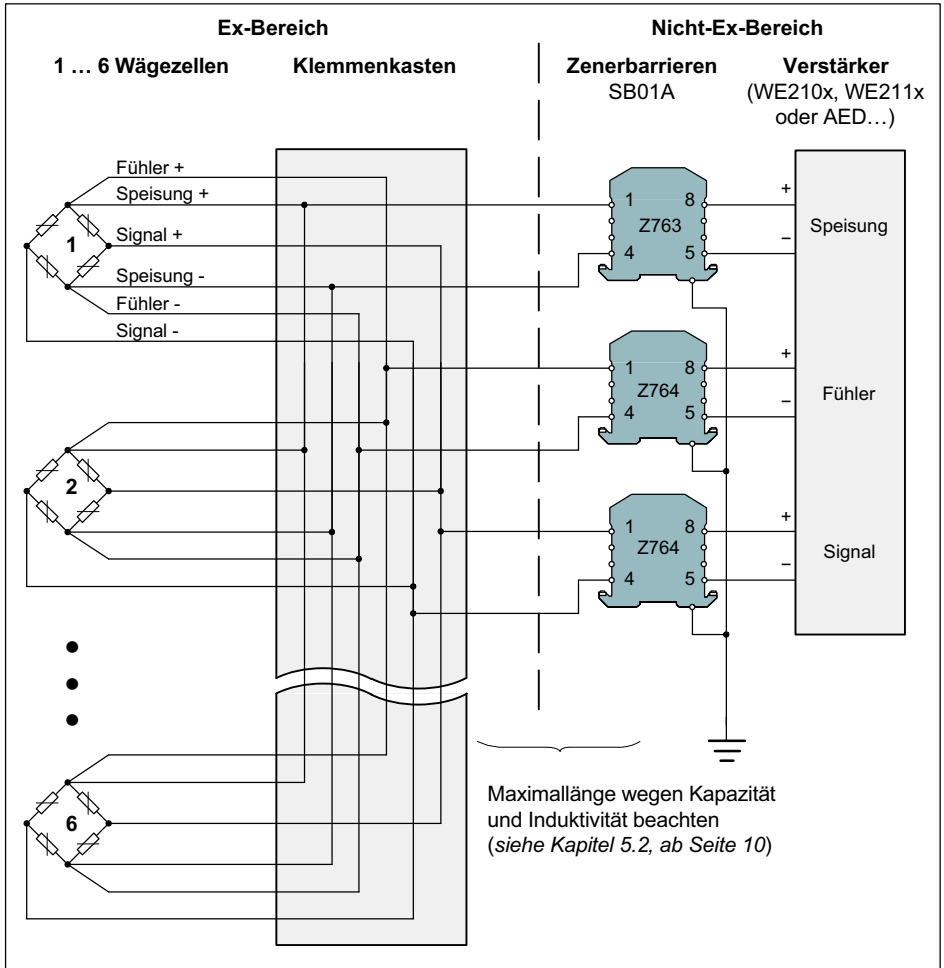 Ex-Bereich
Nicht-Ex-Bereich
1 … 6 Wägezellen
Klemmenkasten
Zenerbarrieren
SB01A
Verstärker
(WE210x, WE211x
oder AED…)
Fühler +
Speisung +
Signal +
Speisung -
Fühler -
Signal -
1
1
8
Z763
4
5
+
–
Speisung
1
8
Z764
4
5
+
–
Fühler
2
1
8
Z764
4
5
+
–
Signal
6
Maximallänge wegen Kapazität
und Induktivität beachten
(siehe Kapitel 5.2, ab Seite 10)